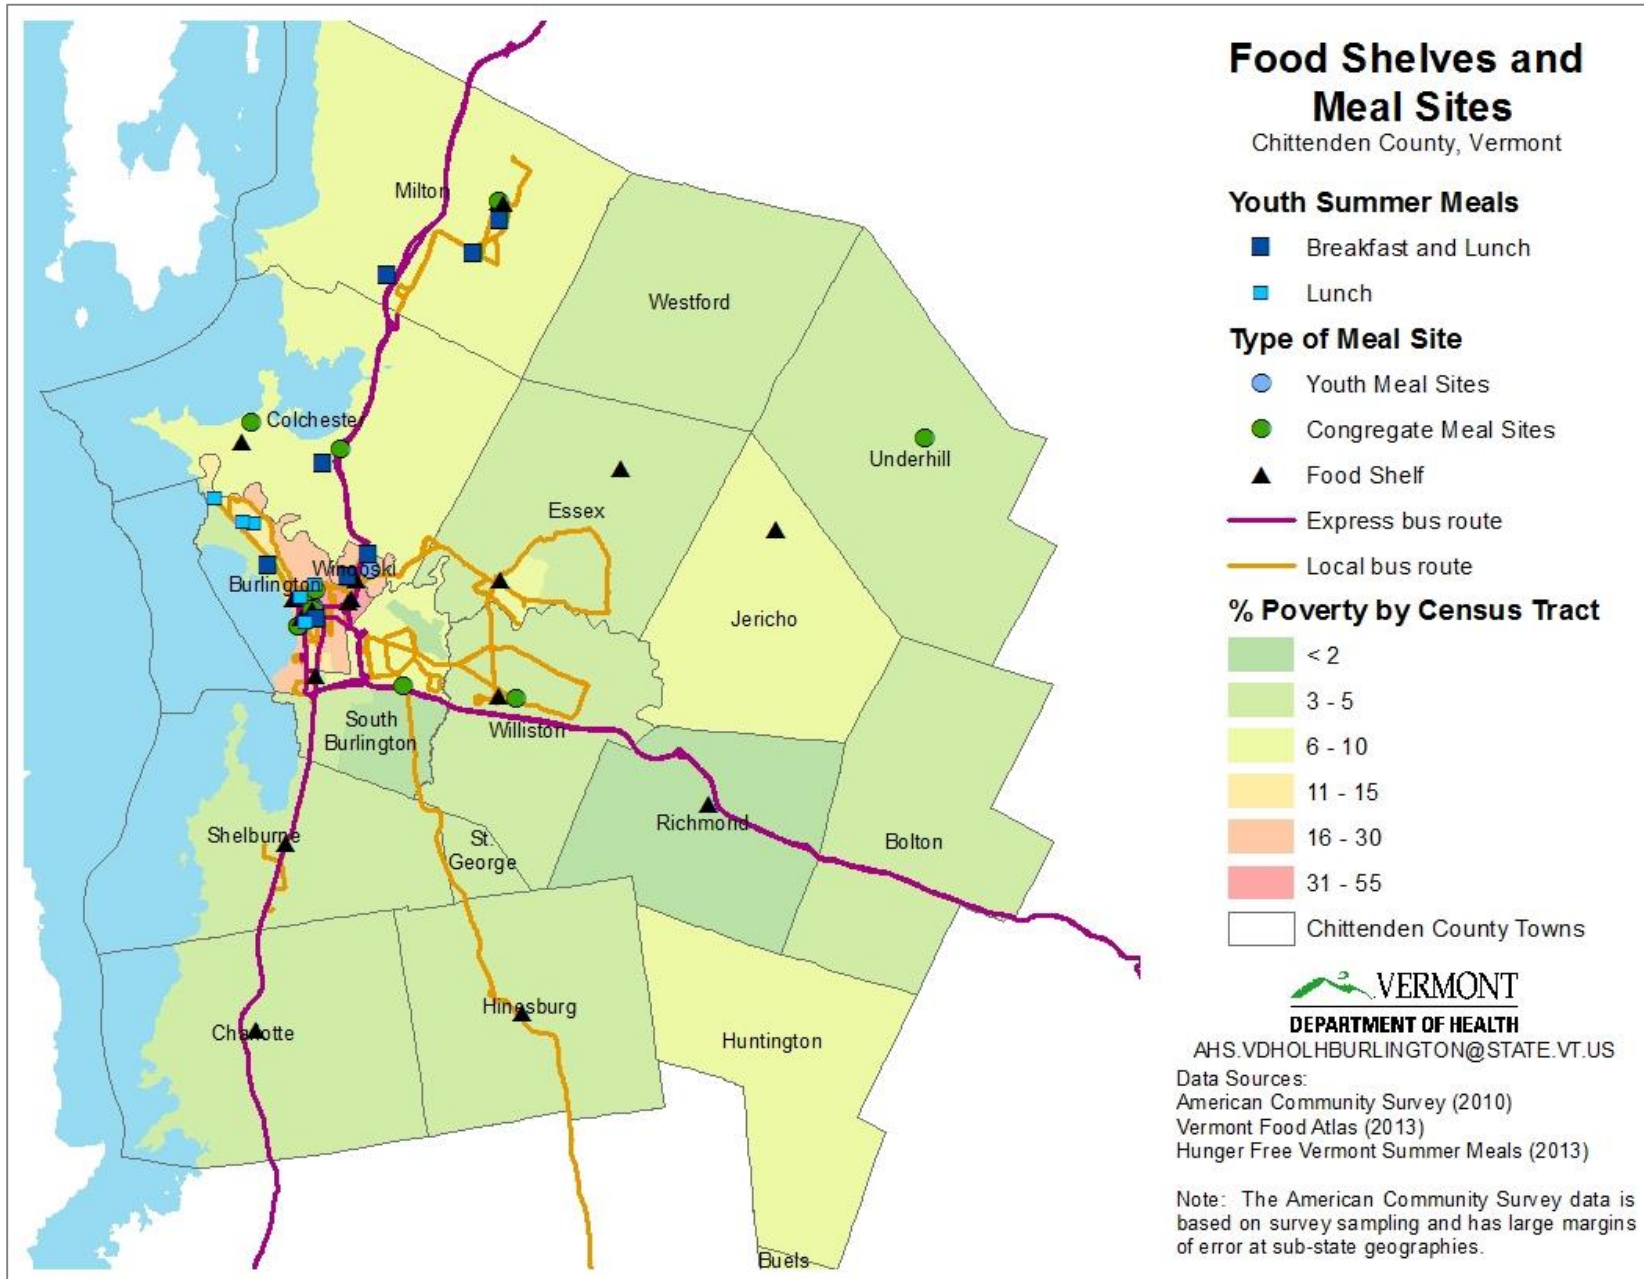 Food Shelves and
Meal Sites
Chittenden County, Vermont
Youth Summer Meals
Breakfast and Lunch
Lunch
Type of Meal Site
Youth Meal Sites
Congregate Meal Sites
Food Shelf
Express bus route
Local bus route
% Poverty by Census Tract
< 2
3 - 5
6 - 10
11 - 15
16 - 30
31 - 55
Chittenden County Towns
VERMONT
DEPARTMENT OF HEALTH
AHS.VDHOLHBURLINGTON@STATE.VT.US
Data Sources:
American Community Survey (2010)
Vermont Food Atlas (2013)
Hunger Free Vermont Summer Meals (2013)
Note: The American Community Survey data is
based on survey sampling and has large margins
of error at sub-state geographies.
Milton
Westford
Colchester
Underhill
Essex
Winooski
Burlington
Jericho
South
Burlington
Williston
Richmond
Shelburne
St.
George
Bolton
Hinesburg
Charlotte
Huntington
Buels